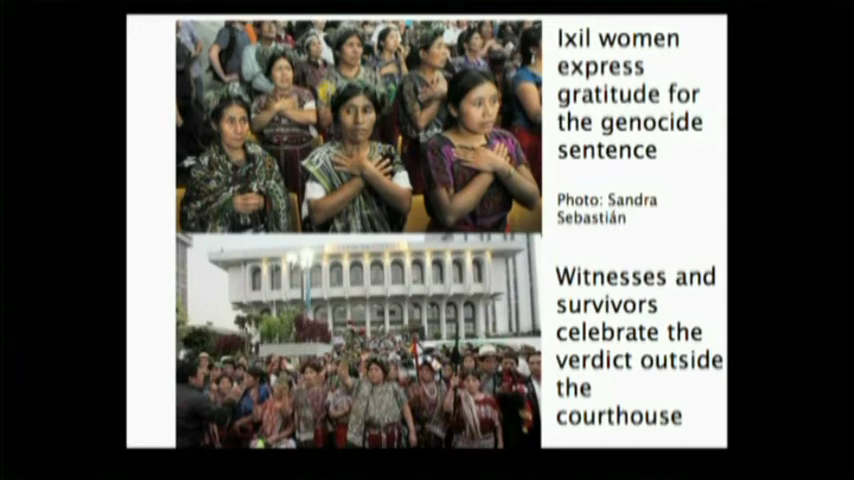 Ixil women
express
gratitude for
the genocide
sentence
Photo: Sandra
Sebastián
Witnesses and
survivors
celebrate the
verdict outside
the
courthouse